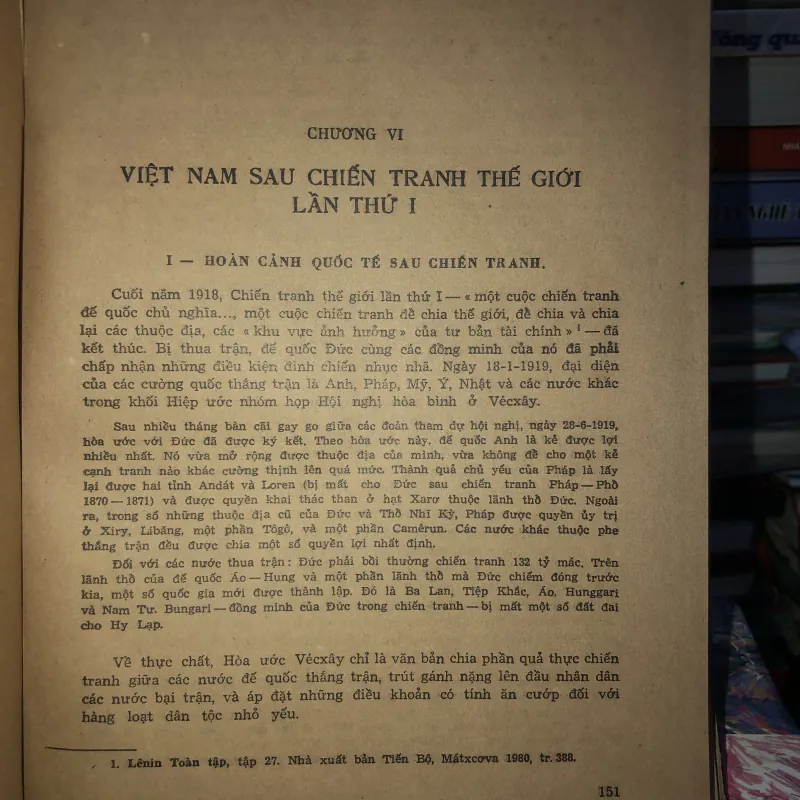 CHƯƠNG VI
VIỆT NAM SAU CHIẾN TRANH THẾ GIỚI
LẦN THỨ I
I — HOÀN CẢNH QUỐC TẾ SAU CHIẾN TRANH.
Cuối năm 1918, Chiến tranh thế giới lần thứ I — « một cuộc chiến tranh
đế quốc chủ nghĩa..., một cuộc chiến tranh để chia thế giới, để chia và chia
lại các thuộc địa, các « khu vực ảnh hưởng » của tư bản tài chính » ¹ — đã
kết thúc. Bị thua trận, đế quốc Đức cùng các đồng minh của nó đã phải
chấp nhận những điều kiện đình chiến nhục nhã. Ngày 18-1-1919, đại diện
của các cường quốc thắng trận là Anh, Pháp, Mỹ, Ý, Nhật và các nước khác
trong khối Hiệp ước nhóm họp Hội nghị hòa bình ở Vécxây.
Sau nhiều tháng bàn cãi gay go giữa các đoàn tham dự hội nghị, ngày 28-6-1919,
hòa ước với Đức đã được ký kết. Theo hòa ước này, đế quốc Anh là kẻ được lợi
nhiều nhất. Nó vừa mở rộng được thuộc địa của mình, vừa không để cho một kẻ
cạnh tranh nào khác cường thịnh lên quá mức. Thành quả chủ yếu của Pháp là lấy
lại được hai tỉnh Andát và Loren (bị mất cho Đức sau chiến tranh Pháp — Phổ
1870 — 1871) và được quyền khai thác than ở hạt Xarơ thuộc lãnh thổ Đức. Ngoài
ra, trong số những thuộc địa cũ của Đức và Thổ Nhĩ Kỳ, Pháp được quyền ủy trị
ở Xiry, Libăng, một phần Tôgô, và một phần Camêrun. Các nước khác thuộc phe
thắng trận đều được chia một số quyền lợi nhất định.
Đối với các nước thua trận : Đức phải bồi thường chiến tranh 132 tỷ mác. Trên
lãnh thổ của đế quốc Áo — Hung và một phần lãnh thổ mà Đức chiếm đóng trước
kia, một số quốc gia mới được thành lập. Đó là Ba Lan, Tiệp Khắc, Áo, Hunggari
và Nam Tư. Bungari — đồng minh của Đức trong chiến tranh — bị mất một số đất đai
cho Hy Lạp.
Về thực chất, Hòa ước Vécxây chỉ là văn bản chia phần quả thực chiến
tranh giữa các nước đế quốc thắng trận, trút gánh nặng lên đầu nhân dân
các nước bại trận, và áp đặt những điều khoản có tính ăn cướp đối với
hàng loạt dân tộc nhỏ yếu.
1. Lênin Toàn tập, tập 27. Nhà xuất bản Tiến Bộ, Mátxcơva 1980, tr. 388.
151